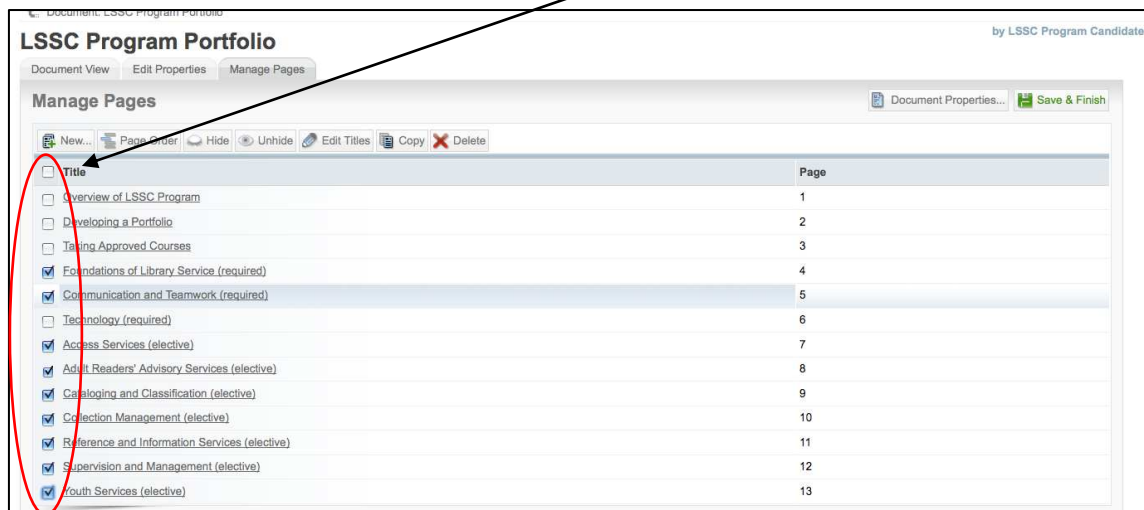 Document: LSSC Program Portfolio
by LSSC Program Candidate
LSSC Program Portfolio
Document View Edit Properties Manage Pages
Manage Pages
Document Properties... Save & Finish
New... Page Order Hide Unhide Edit Titles Copy Delete
Title Page
Overview of LSSC Program 1
Developing a Portfolio 2
Taking Approved Courses 3
Foundations of Library Service (required) 4
Communication and Teamwork (required) 5
Technology (required) 6
Access Services (elective) 7
Adult Readers' Advisory Services (elective) 8
Cataloging and Classification (elective) 9
Collection Management (elective) 10
Reference and Information Services (elective) 11
Supervision and Management (elective) 12
Youth Services (elective) 13